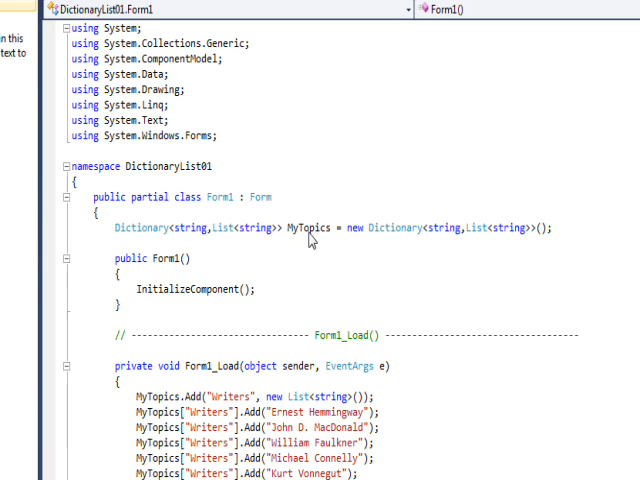 DictionaryList01.Form1
Form1()
in this
text to
using System;
using System.Collections.Generic;
using System.ComponentModel;
using System.Data;
using System.Drawing;
using System.Linq;
using System.Text;
using System.Windows.Forms;
namespace DictionaryList01
{
public partial class Form1 : Form
{
Dictionary<string,List<string>> MyTopics = new Dictionary<string,List<string>>();
public Form1()
{
InitializeComponent();
}
// --------------------------------- Form1_Load() ------------------------------------
private void Form1_Load(object sender, EventArgs e)
{
MyTopics.Add("Writers", new List<string>());
MyTopics["Writers"].Add("Ernest Hemmingway");
MyTopics["Writers"].Add("John D. MacDonald");
MyTopics["Writers"].Add("William Faulkner");
MyTopics["Writers"].Add("Michael Connelly");
MyTopics["Writers"].Add("Kurt Vonnegut");